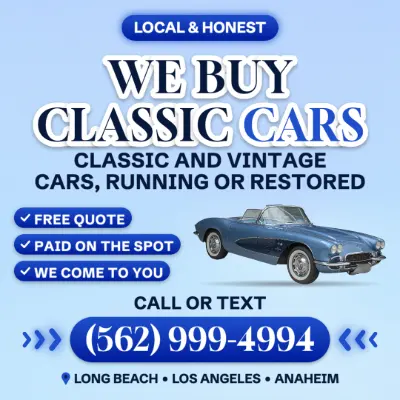 LOCAL & HONEST
WE BUY
CLASSIC CARS
CLASSIC AND VINTAGE
CARS, RUNNING OR RESTORED
FREE QUOTE
PAID ON THE SPOT
WE COME TO YOU
CALL OR TEXT
(562) 999-4994
LONG BEACH • LOS ANGELES • ANAHEIM